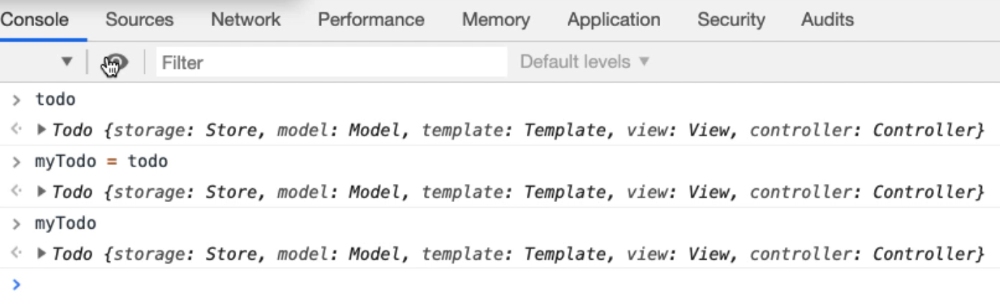 Console Sources Network Performance Memory Application Security Audits
Filter Default levels ▼
> todo
<· ▶ Todo {storage: Store, model: Model, template: Template, view: View, controller: Controller}
> myTodo = todo
<· ▶ Todo {storage: Store, model: Model, template: Template, view: View, controller: Controller}
> myTodo
<· ▶ Todo {storage: Store, model: Model, template: Template, view: View, controller: Controller}
>